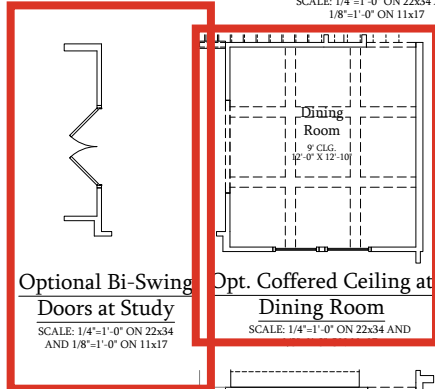 SCALE: 1/4"=1'-0" ON 22x34
1/8"=1'-0" ON 11x17
Dining
Room
9' CLG.
12'-0" X 12'-10"
Optional Bi-Swing
Doors at Study
SCALE: 1/4"=1'-0" ON 22x34
AND 1/8"=1'-0" ON 11x17
Opt. Coffered Ceiling at
Dining Room
SCALE: 1/4"=1'-0" ON 22x34 AND